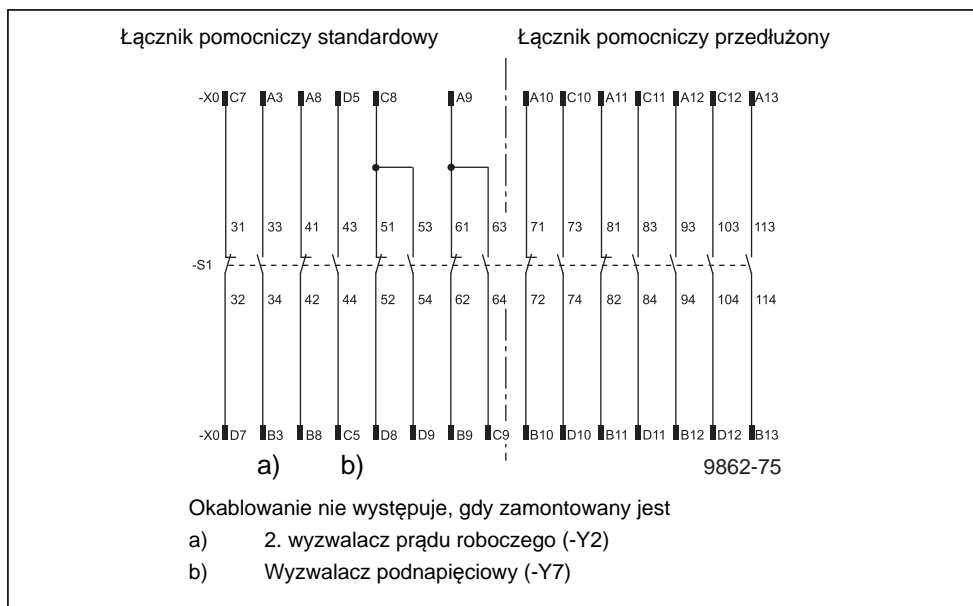 Łącznik pomocniczy standardowy Łącznik pomocniczy przedłużony
-X0 C7 A3 A8 D5 C8 A9 A10 C10 A11 C11 A12 C12 A13
31 33 41 43 51 53 61 63 71 73 81 83 93 103 113
-S1
32 34 42 44 52 54 62 64 72 74 82 84 94 104 114
-X0 D7 B3 B8 C5 D8 D9 B9 C9 B10 D10 B11 D11 B12 D12 B13
a) b) 9862-75
Okablowanie nie występuje, gdy zamontowany jest
a) 2. wyzwalacz prądu roboczego (-Y2)
b) Wyzwalacz podnapięciowy (-Y7)